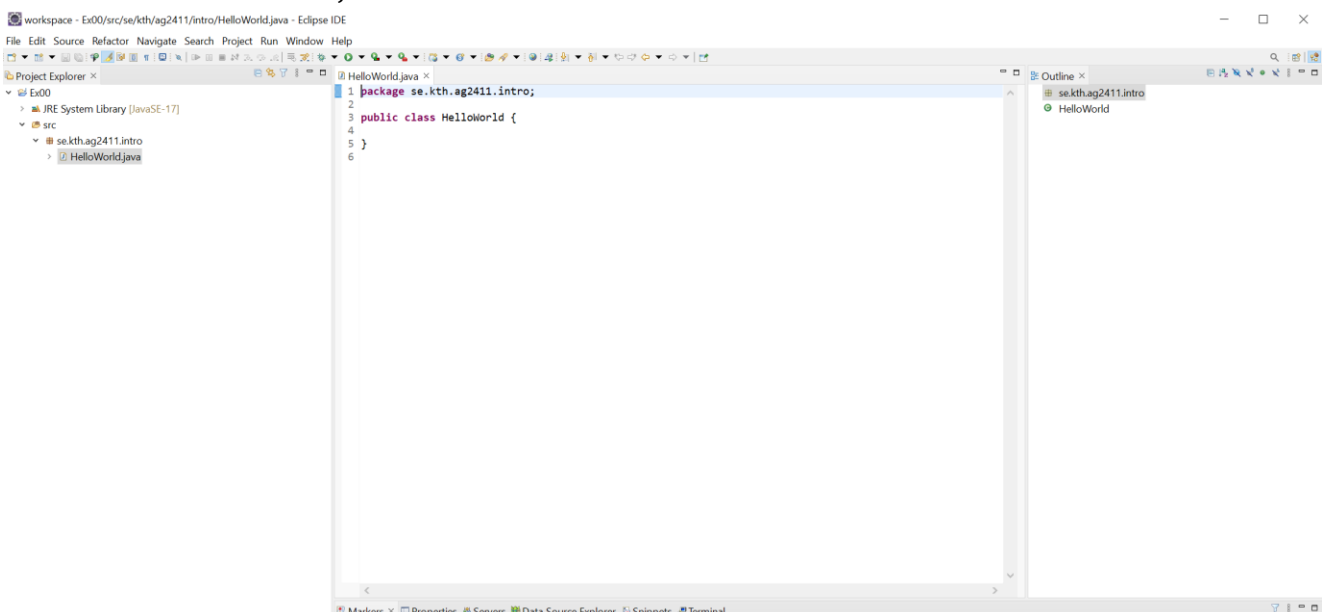 workspace - Ex00/src/se/kth/ag2411/intro/HelloWorld.java - Eclipse IDE
File Edit Source Refactor Navigate Search Project Run Window Help
Project Explorer ×
Ex00
JRE System Library [JavaSE-17]
src
se.kth.ag2411.intro
HelloWorld.java
HelloWorld.java ×
1 package se.kth.ag2411.intro;
2
3 public class HelloWorld {
4
5 }
6
Outline ×
se.kth.ag2411.intro
HelloWorld
Markers × Properties Servers Data Source Explorer Snippets Terminal